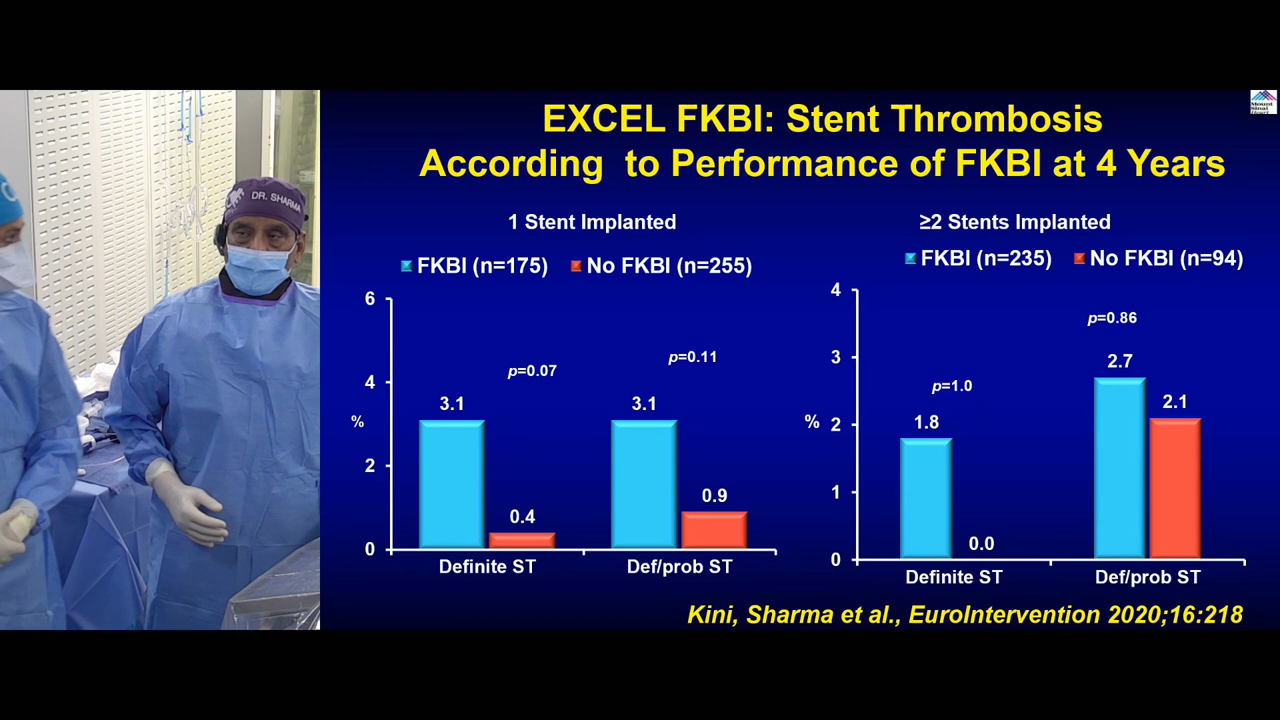 EXCEL FKBI: Stent Thrombosis
According to Performance of FKBI at 4 Years
Mount
Sinai
Heart
DR. SHARMA
1 Stent Implanted
FKBI (n=175) No FKBI (n=255)
6
4
%
2
0
p=0.07
p=0.11
3.1
0.4
3.1
0.9
Definite ST
Def/prob ST
≥2 Stents Implanted
FKBI (n=235) No FKBI (n=94)
4
3
% 2
1
0
p=1.0
p=0.86
1.8
0.0
2.7
2.1
Definite ST
Def/prob ST
Kini, Sharma et al., EuroIntervention 2020;16:218